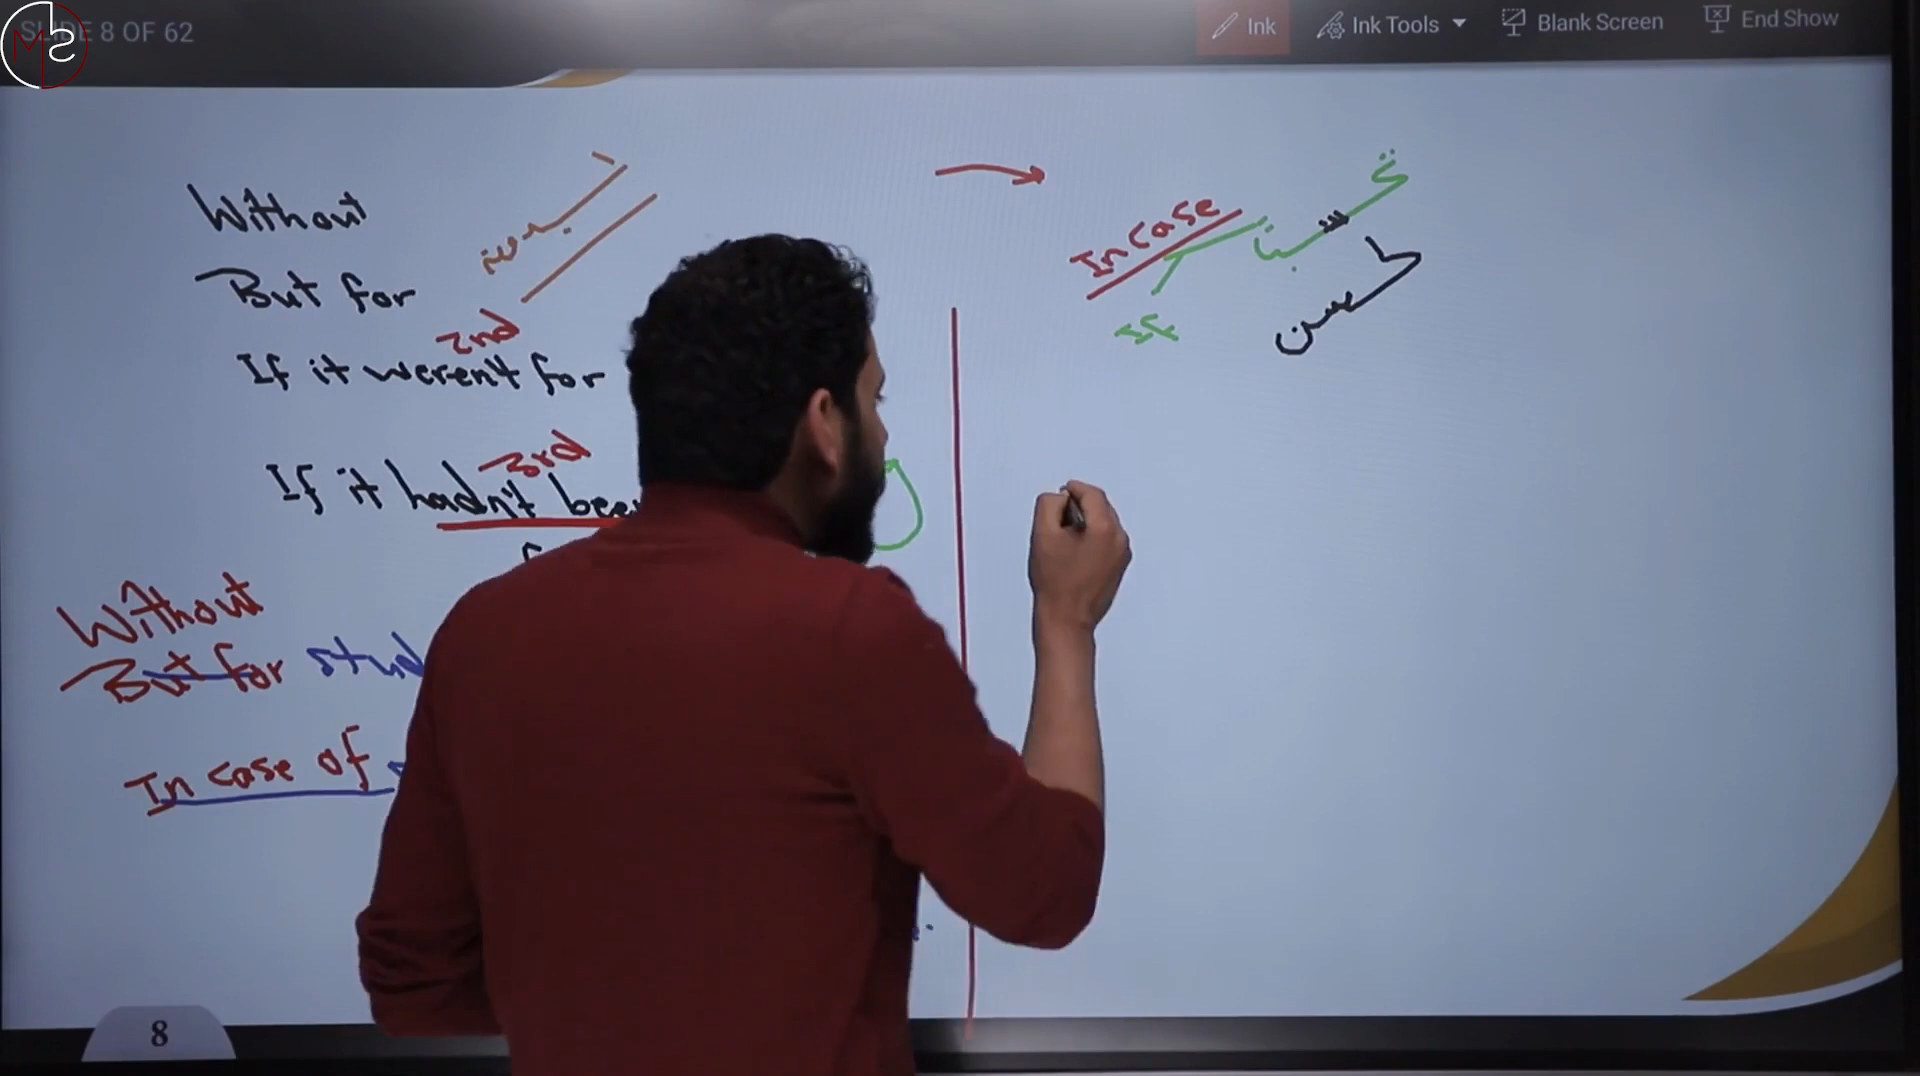 SLIDE 8 OF 62
Ink
Ink Tools
Blank Screen
End Show
Without
But for
2nd
If it weren't for
3rd
If it hadn't been
Without
But for stud
In case of
In case
8